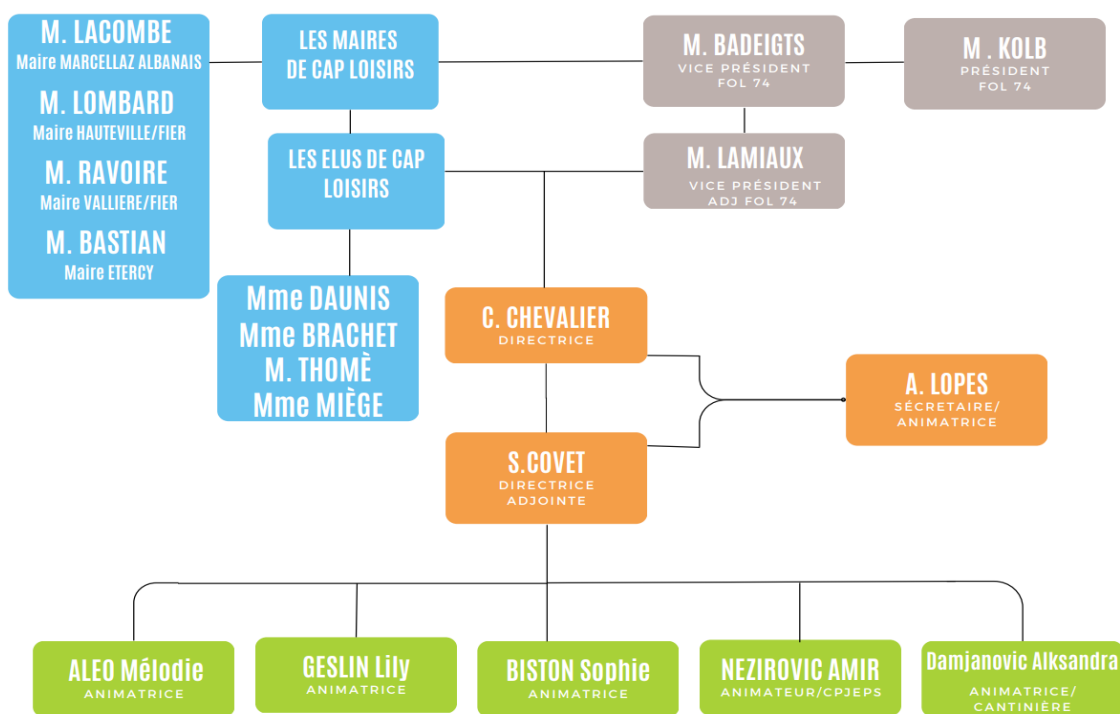 M. LACOMBE
Maire MARCELLAZ ALBANAIS
M. LOMBARD
Maire HAUTEVILLE/FIER
M. RAVOIRE
Maire VALLIERE/FIER
M. BASTIAN
Maire ETERCY
LES MAIRES
DE CAP LOISIRS
M. BADEIGTS
VICE PRÉSIDENT
FOL 74
M . KOLB
PRÉSIDENT
FOL 74
LES ELUS DE CAP
LOISIRS
M. LAMIAUX
VICE PRÉSIDENT
ADJ FOL 74
Mme DAUNIS
Mme BRACHET
M. THOMÈ
Mme MIÈGE
C. CHEVALIER
DIRECTRICE
A. LOPES
SÉCRETAIRE/
ANIMATRICE
S.COVET
DIRECTRICE
ADJOINTE
ALEO Mélodie
ANIMATRICE
GESLIN Lily
ANIMATRICE
BISTON Sophie
ANIMATRICE
NEZIROVIC AMIR
ANIMATEUR/CPJEPS
Damjanovic Alksandra
ANIMATRICE/
CANTINIÈRE